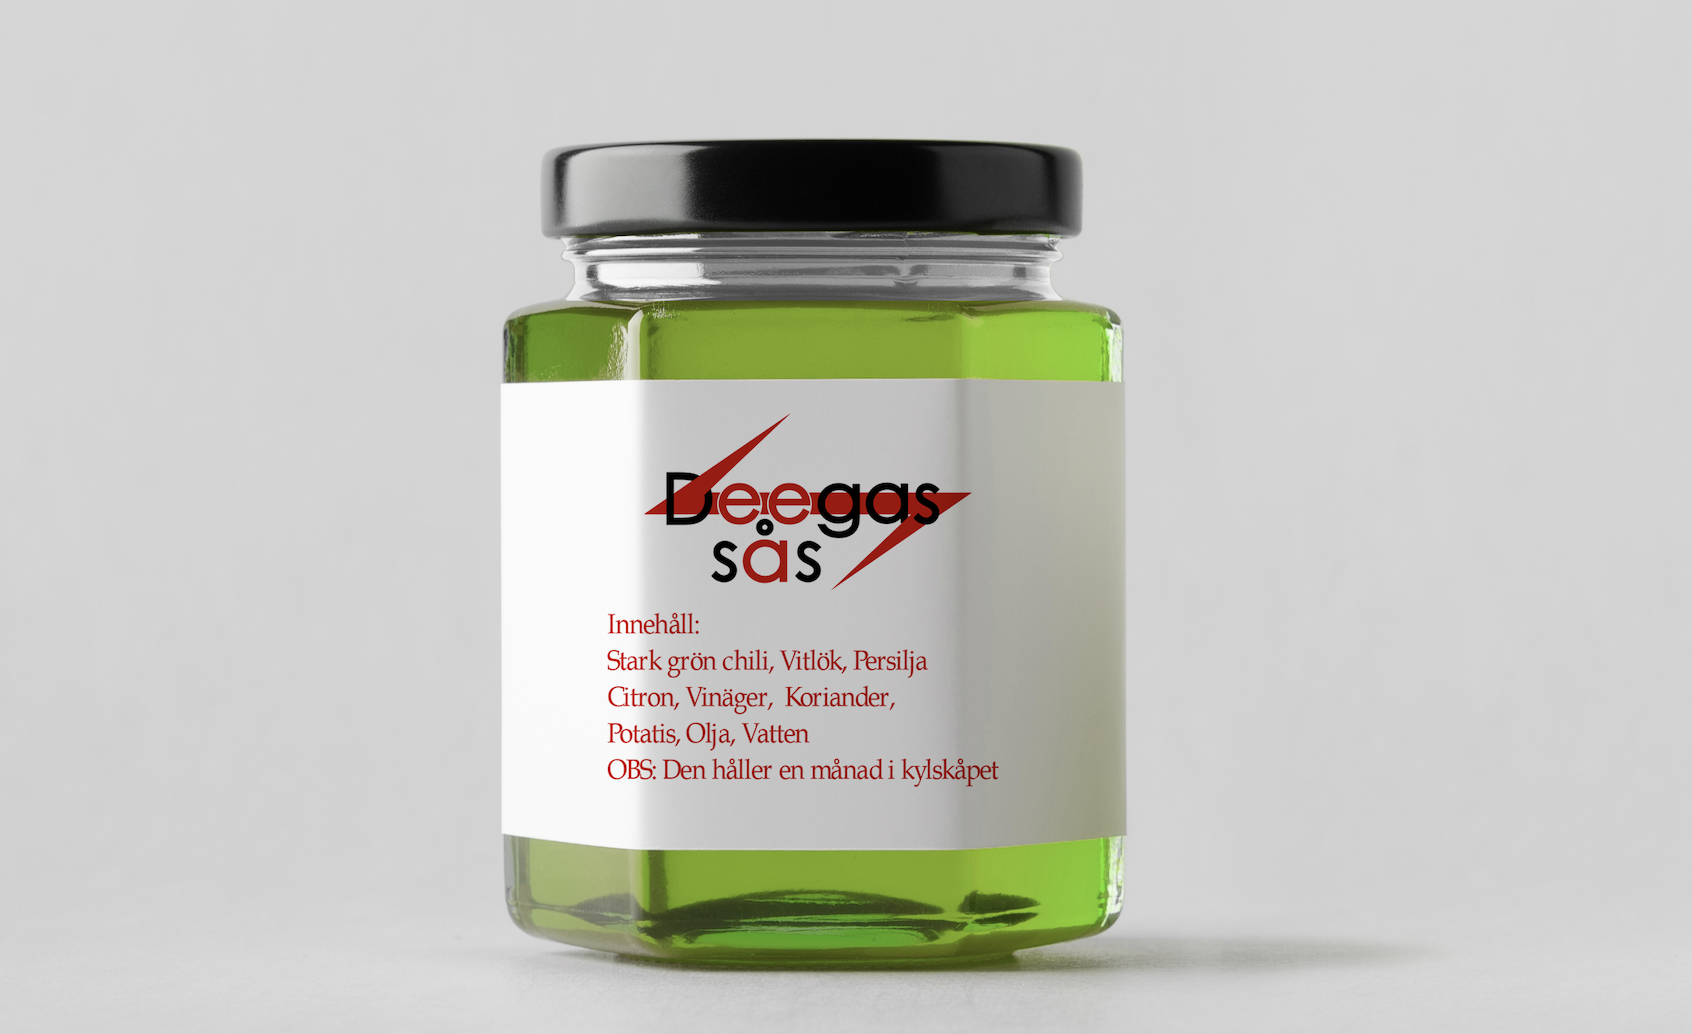 Deegas
sås
Innehåll:
Stark grön chili, Vitlök, Persilja
Citron, Vinäger, Koriander,
Potatis, Olja, Vatten
OBS: Den håller en månad i kylskåpet